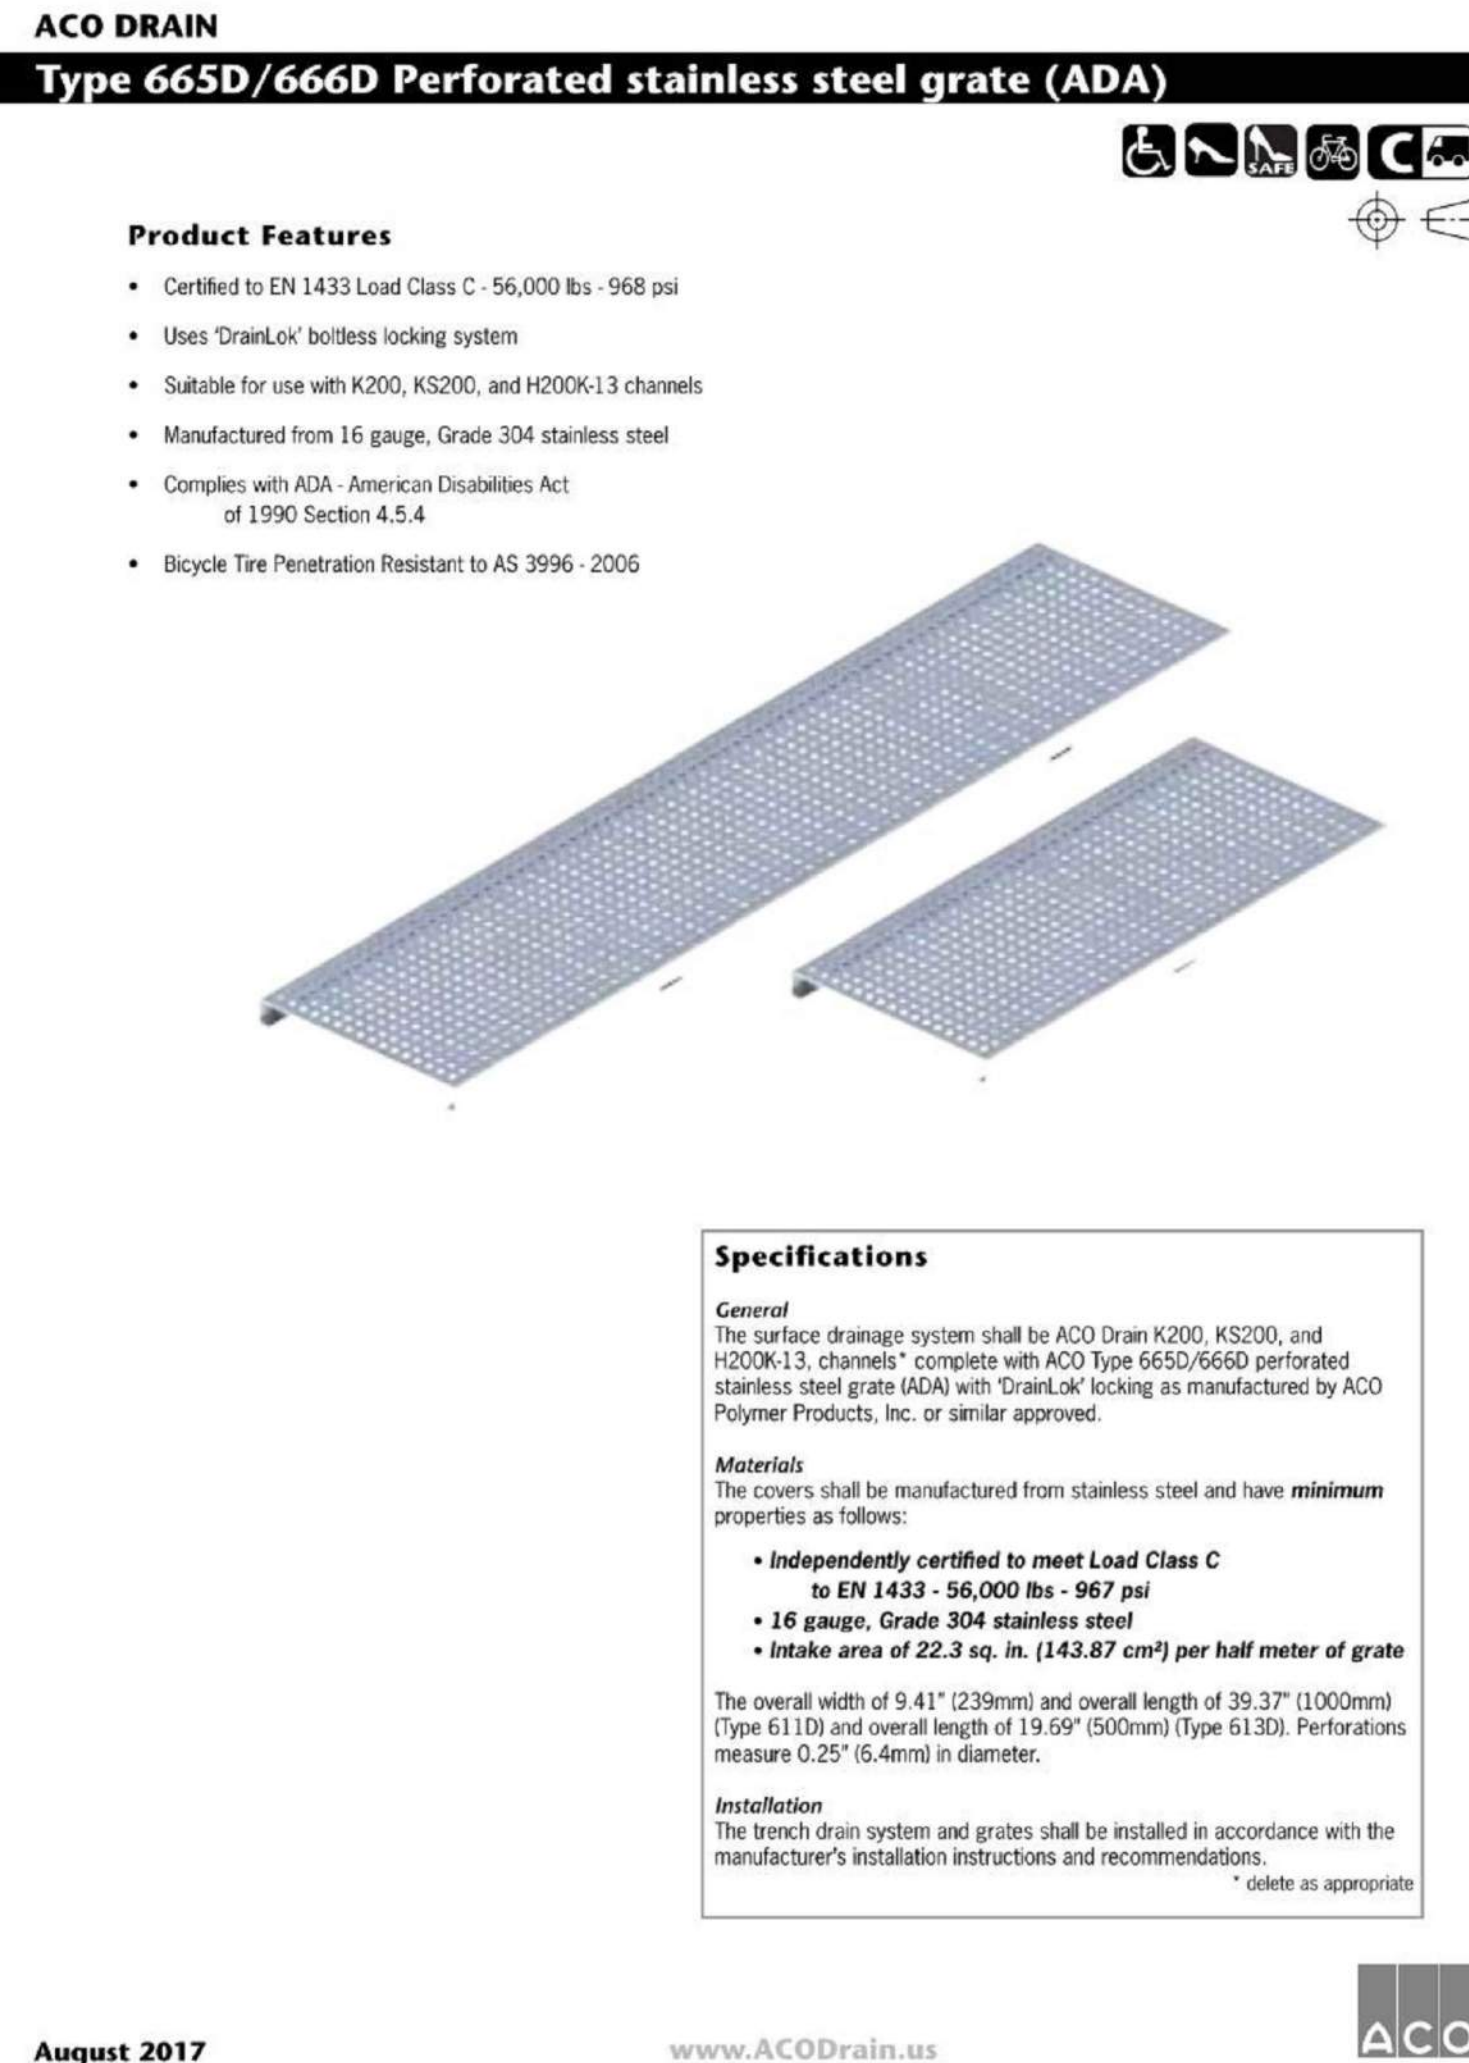 ACO DRAIN
Type 665D/666D Perforated stainless steel grate (ADA)
SAFE
C
Product Features
• Certified to EN 1433 Load Class C - 56,000 lbs - 968 psi
• Uses ‘DrainLok’ boltless locking system
• Suitable for use with K200, KS200, and H200K-13 channels
• Manufactured from 16 gauge, Grade 304 stainless steel
• Complies with ADA - American Disabilities Act
of 1990 Section 4.5.4
• Bicycle Tire Penetration Resistant to AS 3996 - 2006
Specifications
General
The surface drainage system shall be ACO Drain K200, KS200, and
H200K-13, channels* complete with ACO Type 665D/666D perforated
stainless steel grate (ADA) with ‘DrainLok’ locking as manufactured by ACO
Polymer Products, Inc. or similar approved.
Materials
The covers shall be manufactured from stainless steel and have minimum
properties as follows:
• Independently certified to meet Load Class C
to EN 1433 - 56,000 lbs - 967 psi
• 16 gauge, Grade 304 stainless steel
• Intake area of 22.3 sq. in. (143.87 cm²) per half meter of grate
The overall width of 9.41" (239mm) and overall length of 39.37" (1000mm)
(Type 611D) and overall length of 19.69" (500mm) (Type 613D). Perforations
measure 0.25" (6.4mm) in diameter.
Installation
The trench drain system and grates shall be installed in accordance with the
manufacturer's installation instructions and recommendations.
* delete as appropriate
August 2017
www.ACODrain.us
ACO